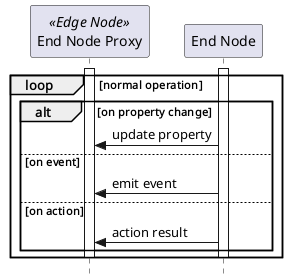 «Edge Node»
End Node Proxy
End Node
loop [normal operation]
alt [on property change]
update property
[on event]
emit event
[on action]
action result